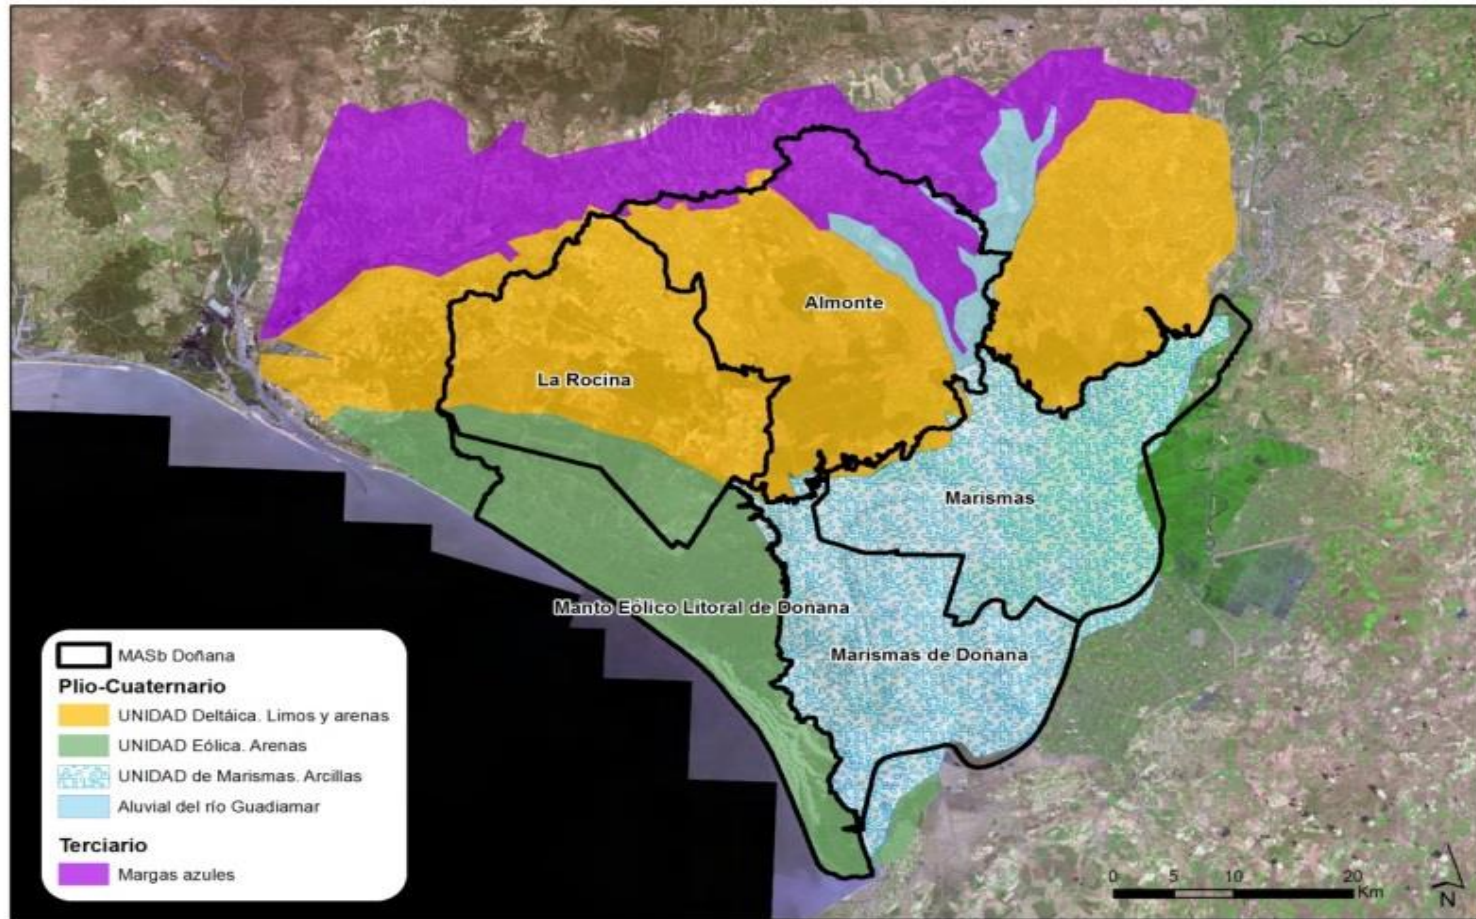 Almonte
La Rocina
Marismas
Manto Eólico Litoral de Doñana
Marismas de Doñana
MASb Doñana
Plio-Cuaternario
UNIDAD Deltáica. Limos y arenas
UNIDAD Eólica. Arenas
UNIDAD de Marismas. Arcillas
Aluvial del río Guadiamar
Terciario
Margas azules
0 5 10 20
Km
N